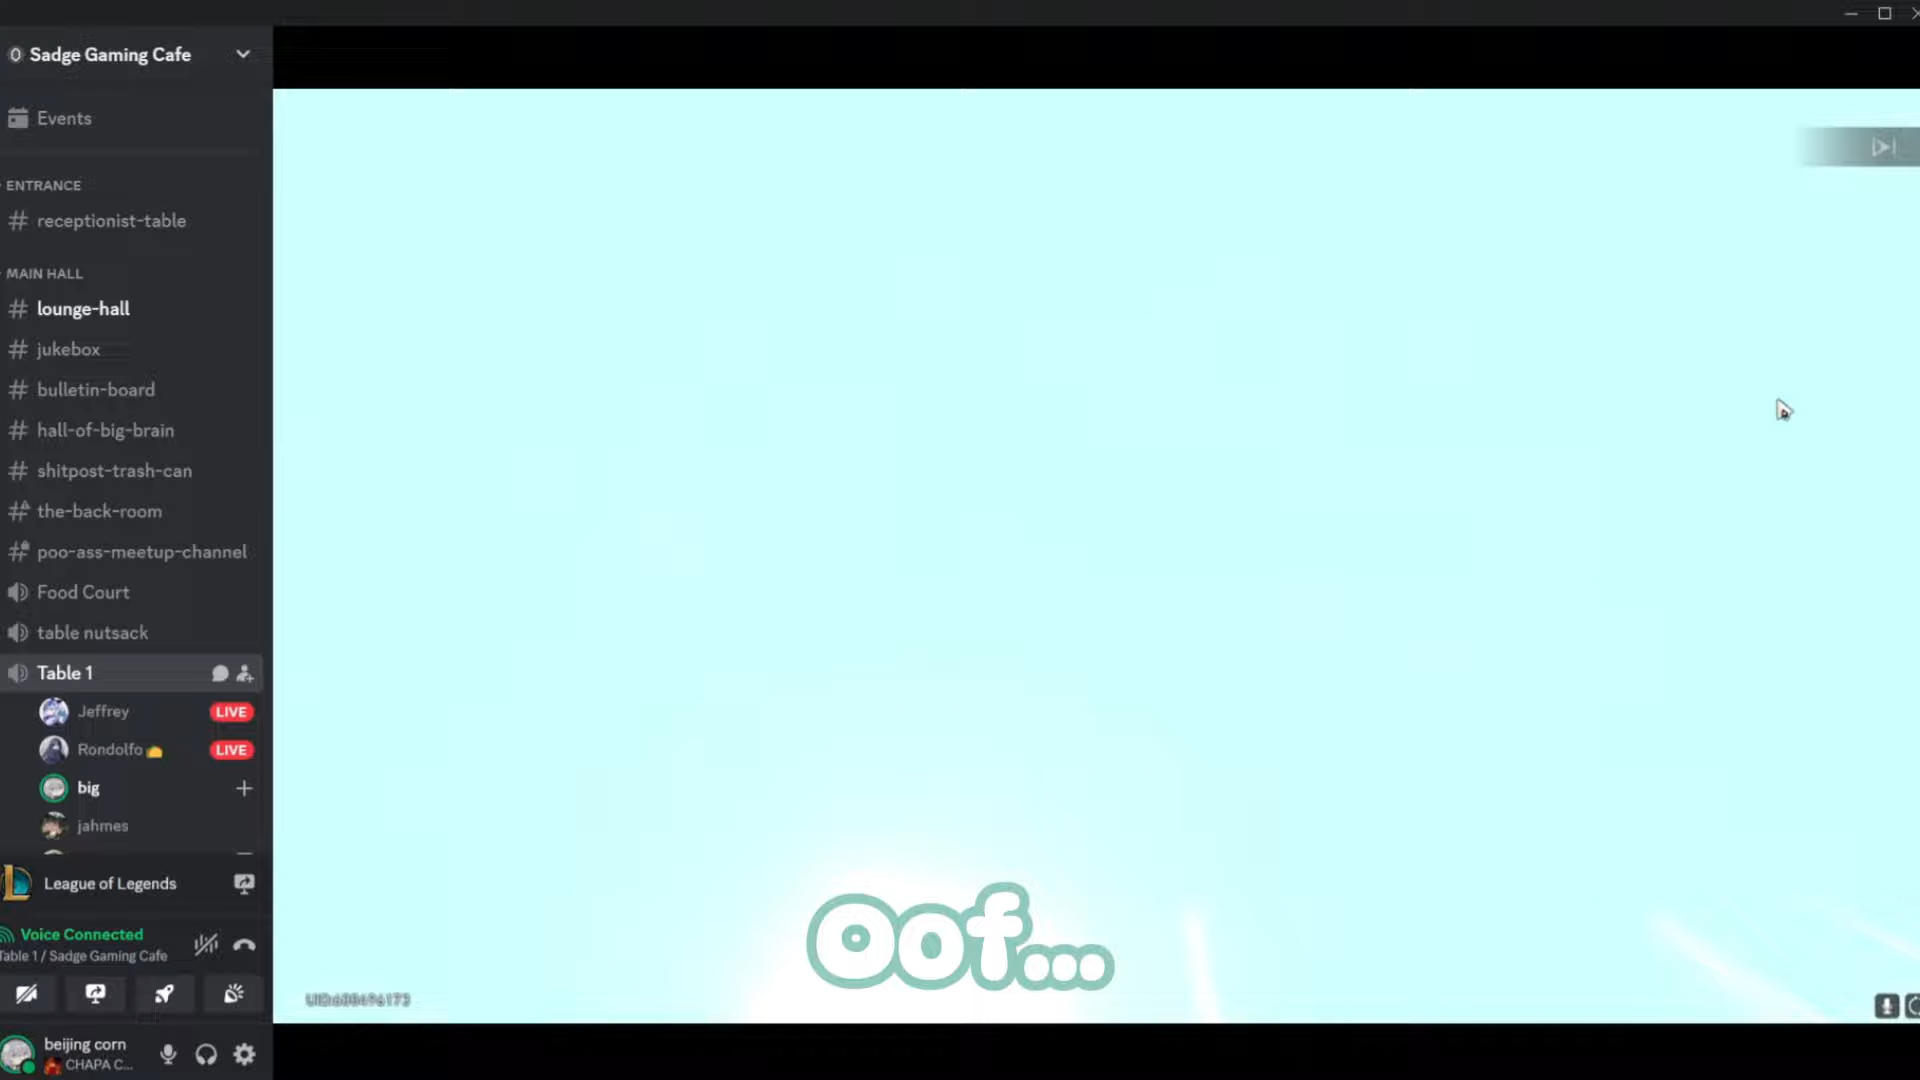 Sadge Gaming Cafe
Events
ENTRANCE
receptionist-table
MAIN HALL
lounge-hall
jukebox
bulletin-board
hall-of-big-brain
shitpost-trash-can
the-back-room
poo-ass-meetup-channel
Food Court
table nutsack
Table 1
Jeffrey LIVE
Rondolfo LIVE
big
jahmes
League of Legends
Voice Connected
Table 1 / Sadge Gaming Cafe
beijing corn
CHAPA C...
oof...